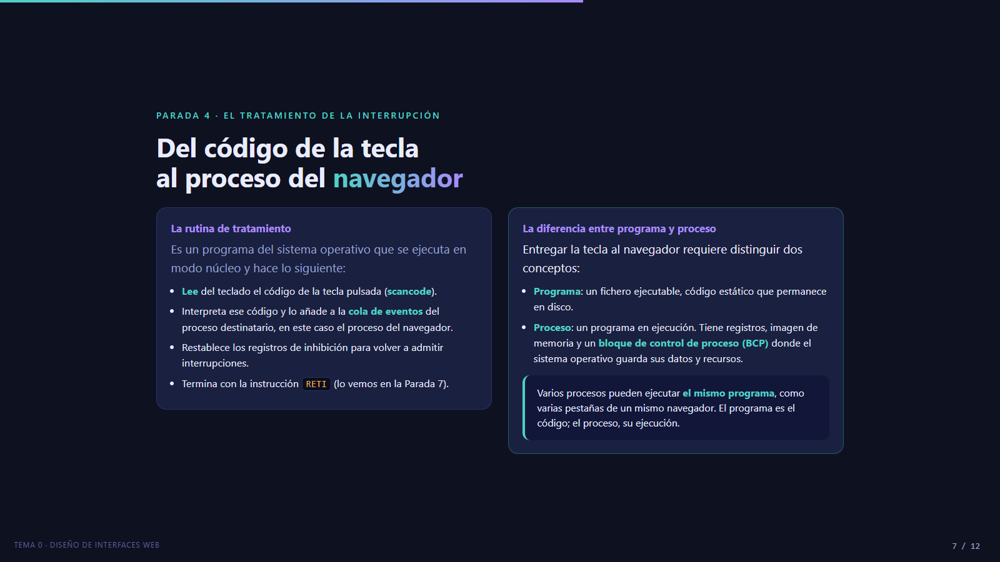 PARADA 4 · EL TRATAMIENTO DE LA INTERRUPCIÓN
Del código de la tecla
al proceso del navegador
La rutina de tratamiento
Es un programa del sistema operativo que se ejecuta en
modo núcleo y hace lo siguiente:
• Lee del teclado el código de la tecla pulsada (scancode).
• Interpreta ese código y lo añade a la cola de eventos del
proceso destinatario, en este caso el proceso del navegador.
• Restablece los registros de inhibición para volver a admitir
interrupciones.
• Termina con la instrucción RETI (lo vemos en la Parada 7).
La diferencia entre programa y proceso
Entregar la tecla al navegador requiere distinguir dos
conceptos:
• Programa: un fichero ejecutable, código estático que permanece
en disco.
• Proceso: un programa en ejecución. Tiene registros, imagen de
memoria y un bloque de control de proceso (BCP) donde el
sistema operativo guarda sus datos y recursos.
Varios procesos pueden ejecutar el mismo programa, como
varias pestañas de un mismo navegador. El programa es el
código; el proceso, su ejecución.
TEMA 0 · DISEÑO DE INTERFACES WEB
7 / 12